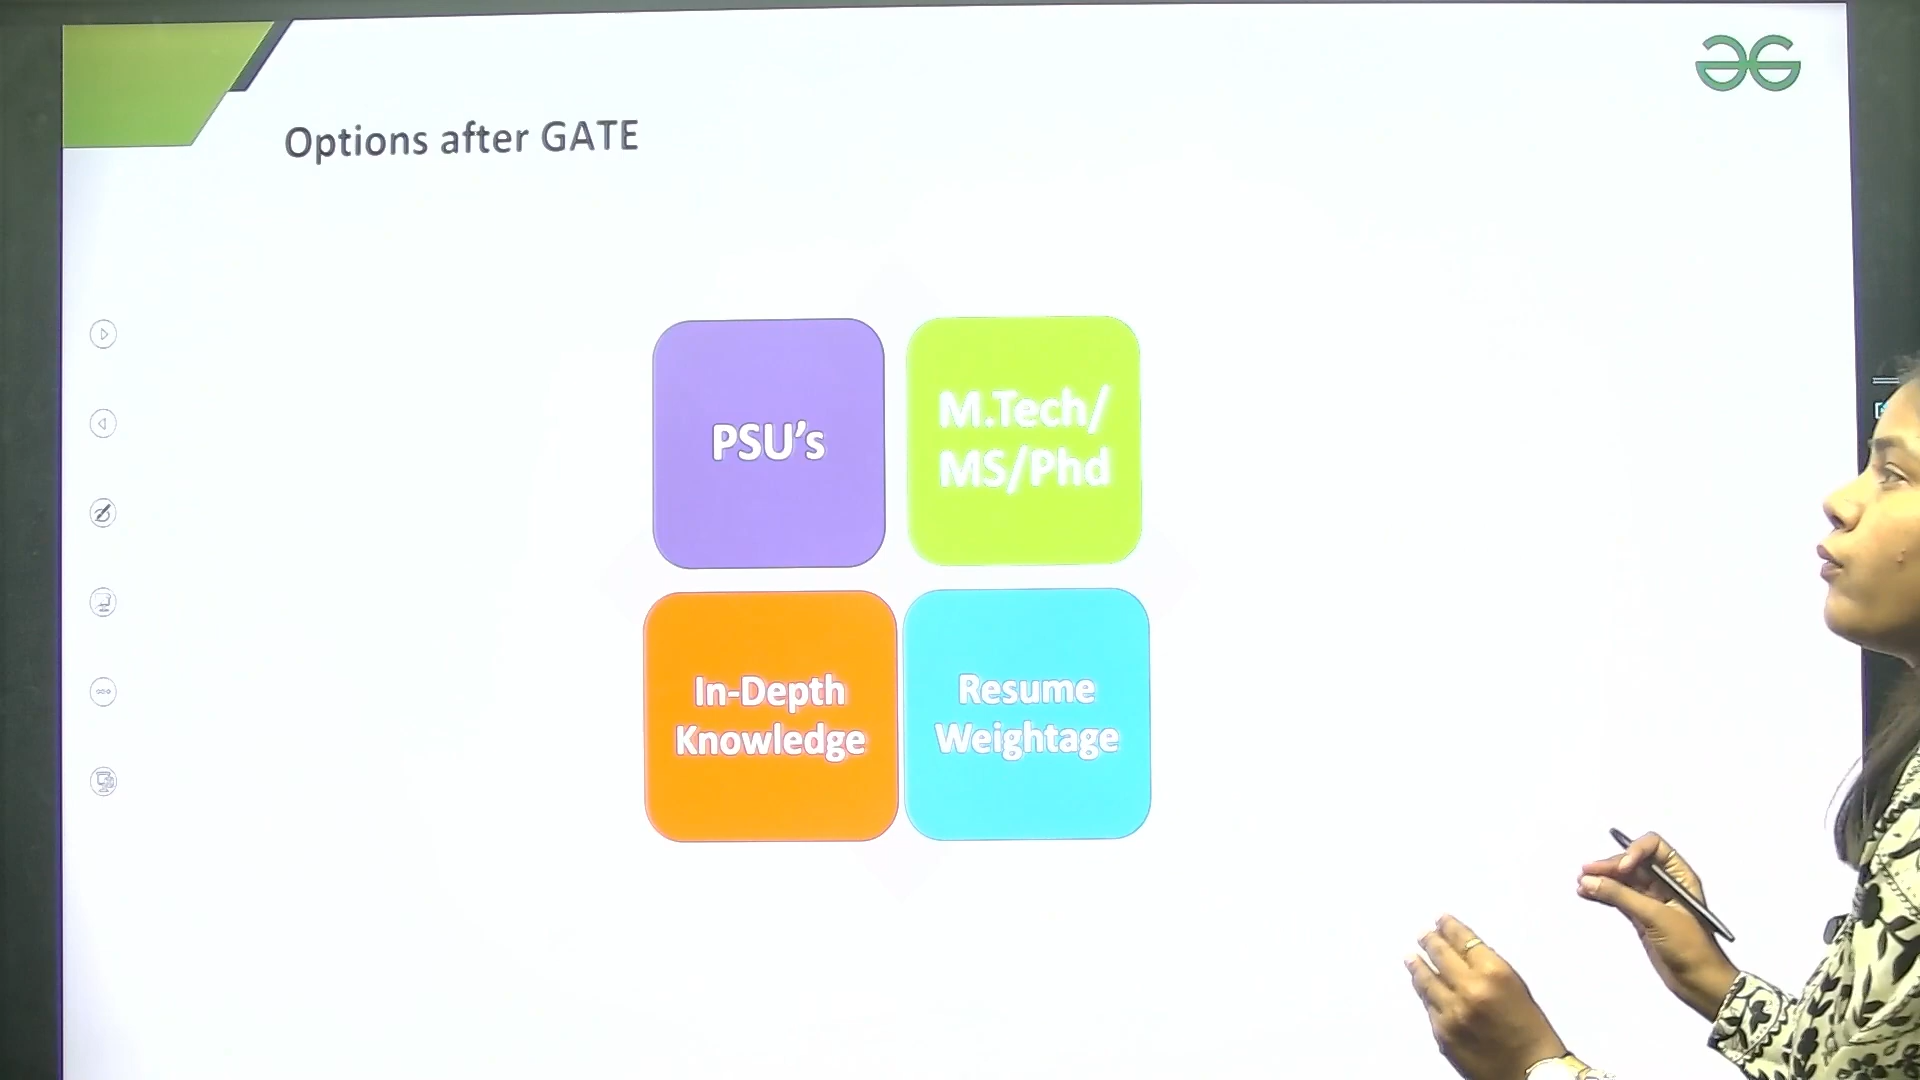 Options after GATE
PSU's
M.Tech/
MS/Phd
In-Depth
Knowledge
Resume
Weightage